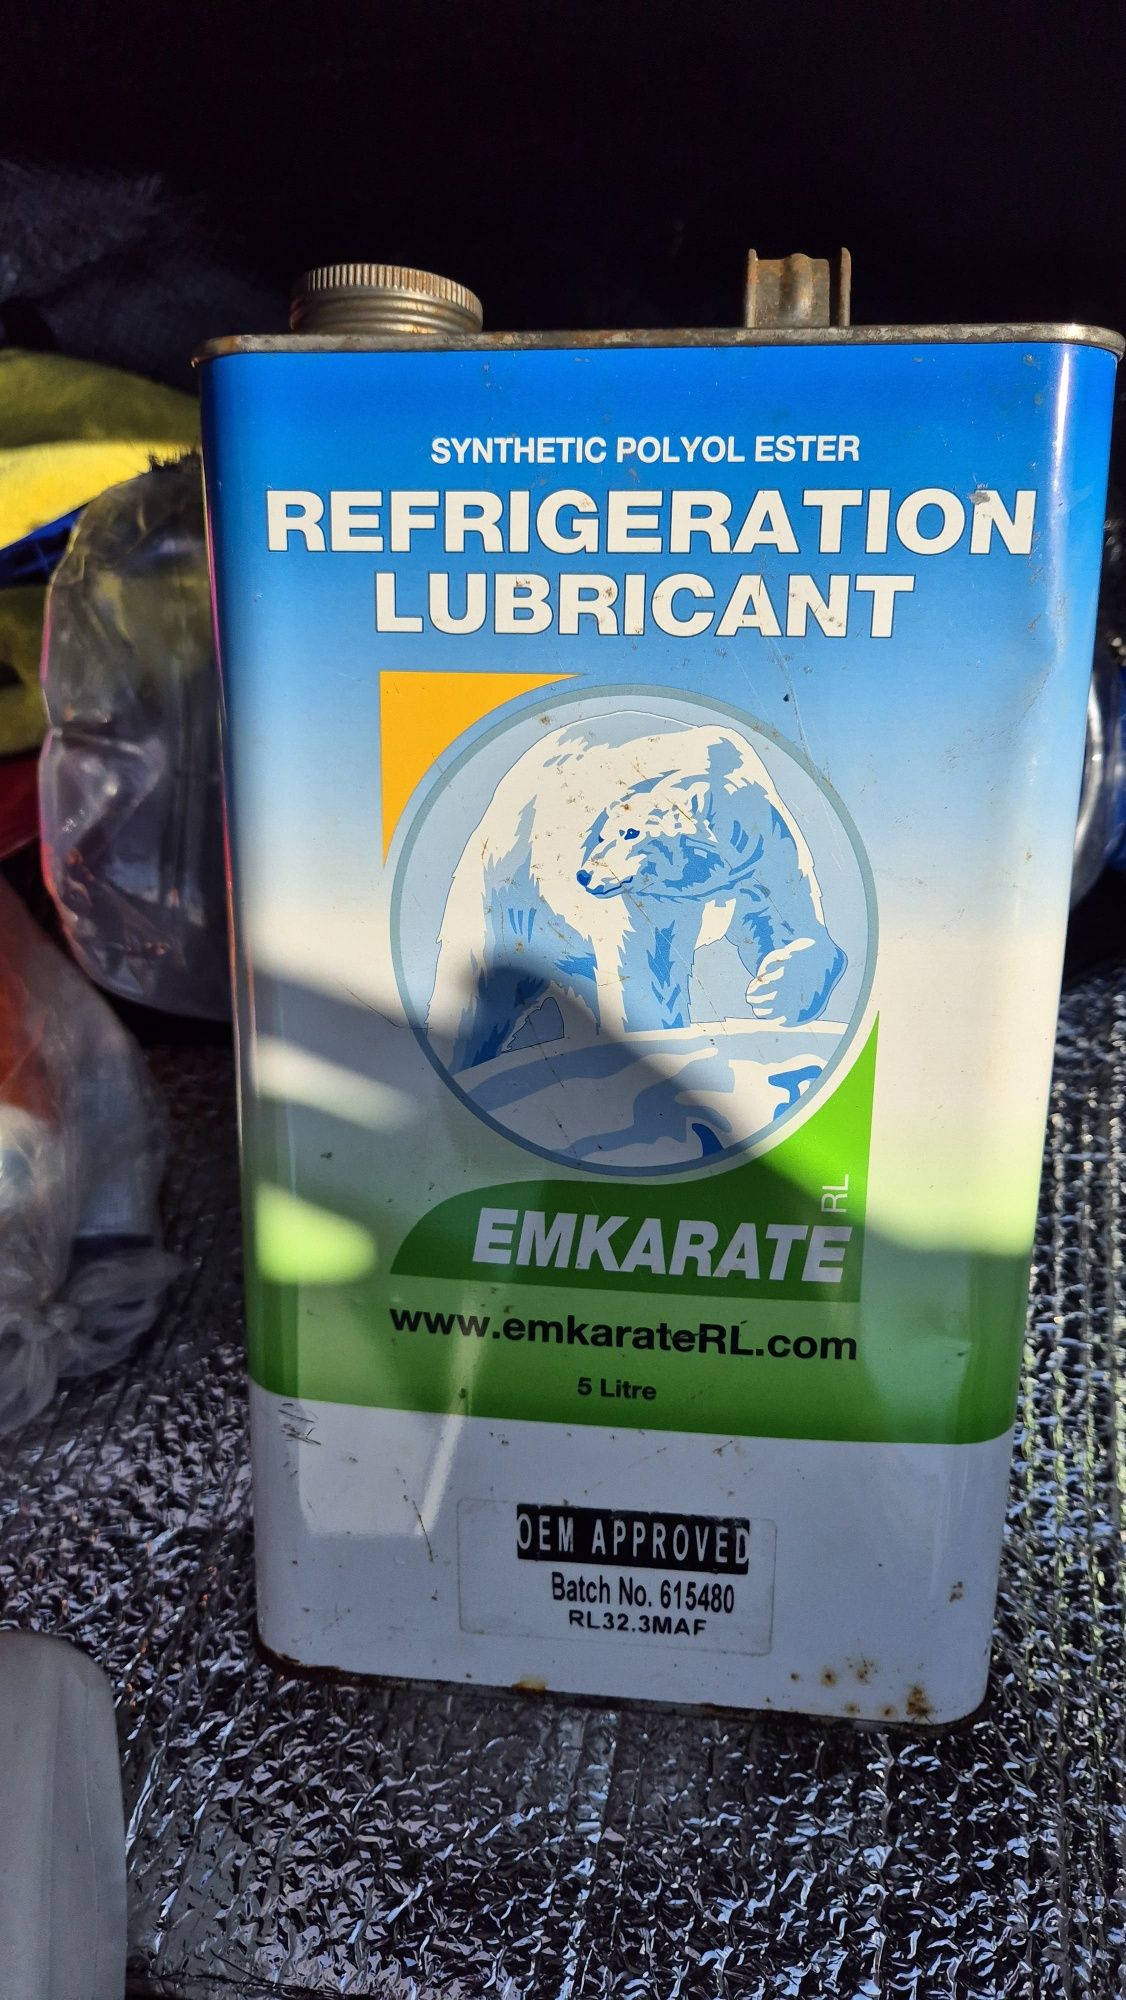 SYNTHETIC POLYOL ESTER
REFRIGERATION
LUBRICANT
EMKARATE RL
www.emkarateRL.com
5 Litre
OEM APPROVED
Batch No. 615480
RL32.3MAF